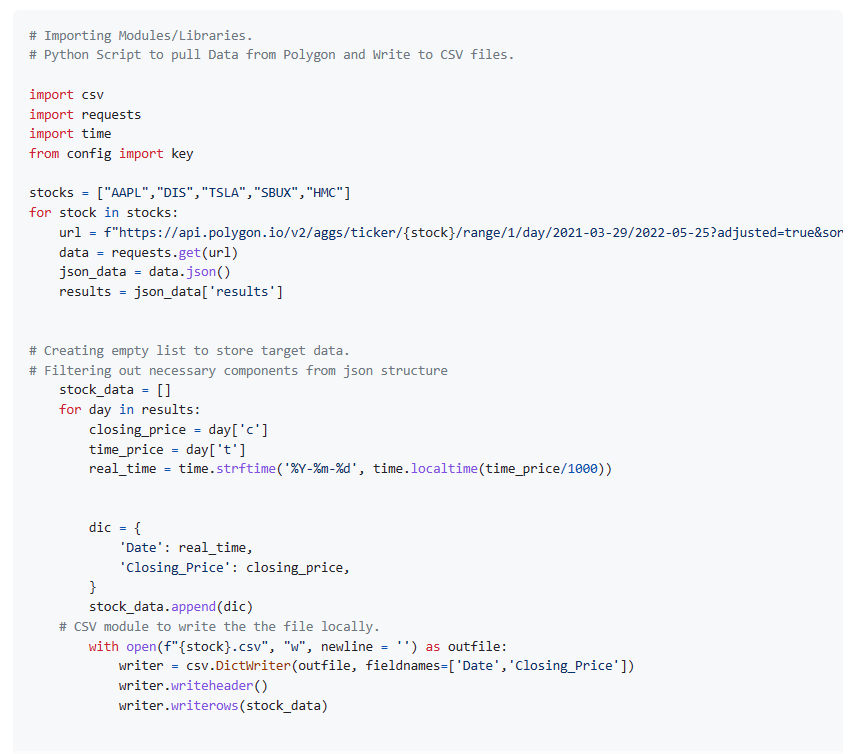 # Importing Modules/Libraries.
# Python Script to pull Data from Polygon and Write to CSV files.
import csv
import requests
import time
from config import key
stocks = ["AAPL","DIS","TSLA","SBUX","HMC"]
for stock in stocks:
    url = f"https://api.polygon.io/v2/aggs/ticker/{stock}/range/1/day/2021-03-29/2022-05-25?adjusted=true&sor
    data = requests.get(url)
    json_data = data.json()
    results = json_data['results']
# Creating empty list to store target data.
# Filtering out necessary components from json structure
    stock_data = []
    for day in results:
        closing_price = day['c']
        time_price = day['t']
        real_time = time.strftime('%Y-%m-%d', time.localtime(time_price/1000))
        dic = {
            'Date': real_time,
            'Closing_Price': closing_price,
        }
        stock_data.append(dic)
    # CSV module to write the the file locally.
        with open(f"{stock}.csv", "w", newline = '') as outfile:
            writer = csv.DictWriter(outfile, fieldnames=['Date','Closing_Price'])
            writer.writeheader()
            writer.writerows(stock_data)